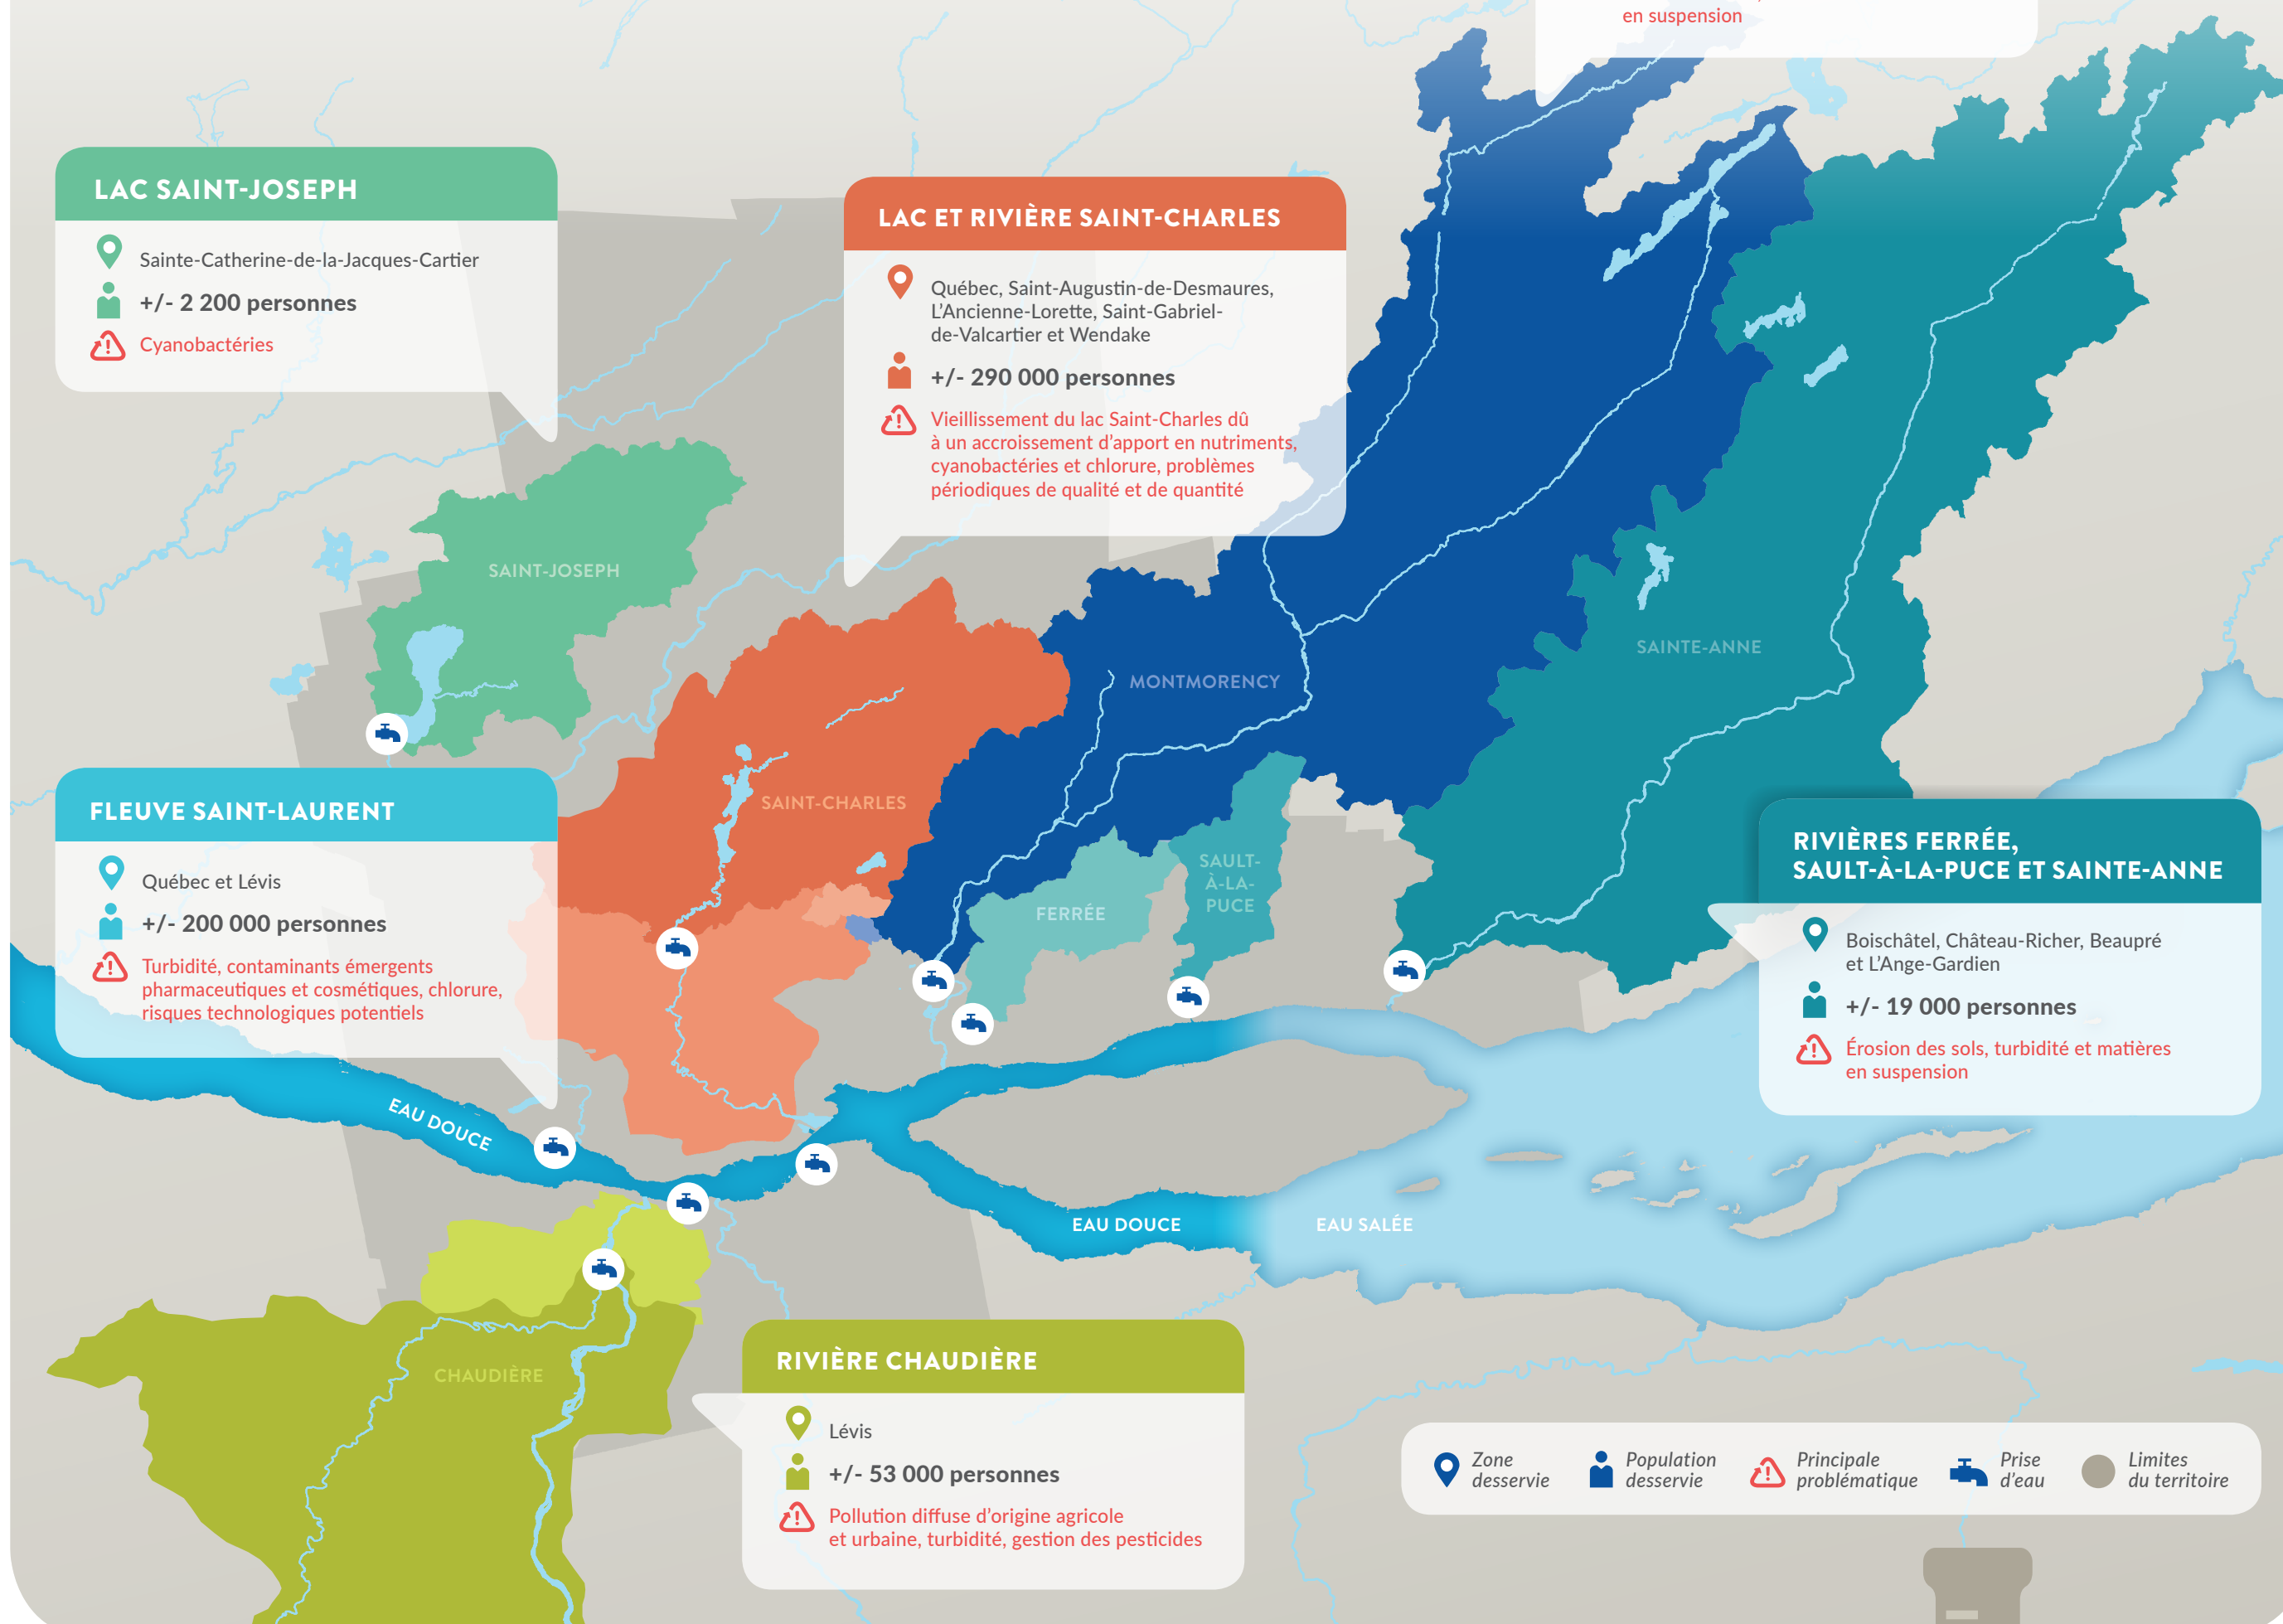 en suspension
LAC SAINT-JOSEPH
Sainte-Catherine-de-la-Jacques-Cartier
+/- 2 200 personnes
Cyanobactéries
LAC ET RIVIÈRE SAINT-CHARLES
Québec, Saint-Augustin-de-Desmaures,
L'Ancienne-Lorette, Saint-Gabriel-
de-Valcartier et Wendake
+/- 290 000 personnes
Vieillissement du lac Saint-Charles dû
à un accroissement d'apport en nutriments,
cyanobactéries et chlorure, problèmes
périodiques de qualité et de quantité
SAINT-JOSEPH
MONTMORENCY
SAINTE-ANNE
SAINT-CHARLES
SAULT-
À-LA-
PUCE
FERRÉE
FLEUVE SAINT-LAURENT
Québec et Lévis
+/- 200 000 personnes
Turbidité, contaminants émergents
pharmaceutiques et cosmétiques, chlorure,
risques technologiques potentiels
RIVIÈRES FERRÉE,
SAULT-À-LA-PUCE ET SAINTE-ANNE
Boischâtel, Château-Richer, Beaupré
et L'Ange-Gardien
+/- 19 000 personnes
Érosion des sols, turbidité et matières
en suspension
EAU DOUCE
EAU DOUCE
EAU SALÉE
CHAUDIÈRE
RIVIÈRE CHAUDIÈRE
Lévis
+/- 53 000 personnes
Pollution diffuse d'origine agricole
et urbaine, turbidité, gestion des pesticides
Zone
desservie
Population
desservie
Principale
problématique
Prise
d'eau
Limites
du territoire